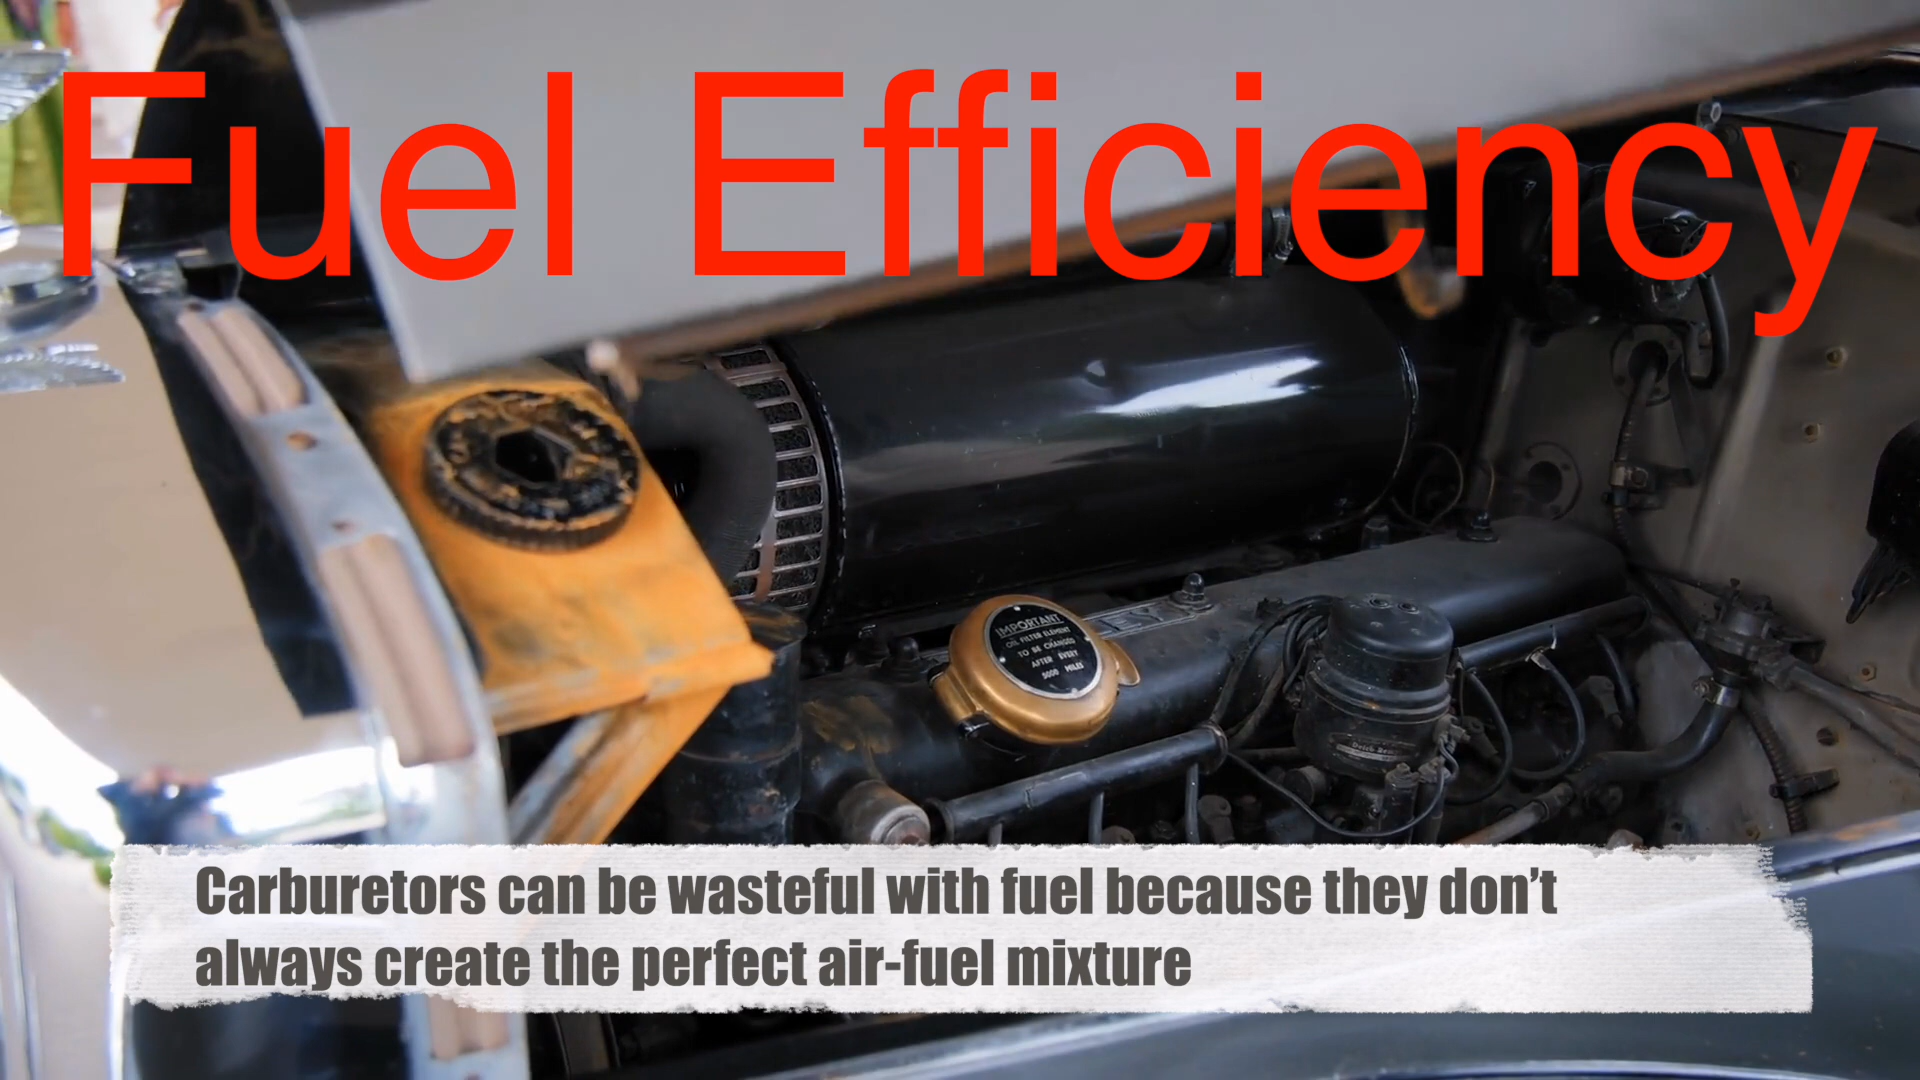 Fuel Efficiency
IMPORTANT
OIL FILTER ELEMENT
TO BE CHANGED
AFTER EVERY
5000 MILES
Carburetors can be wasteful with fuel because they don’t
always create the perfect air-fuel mixture